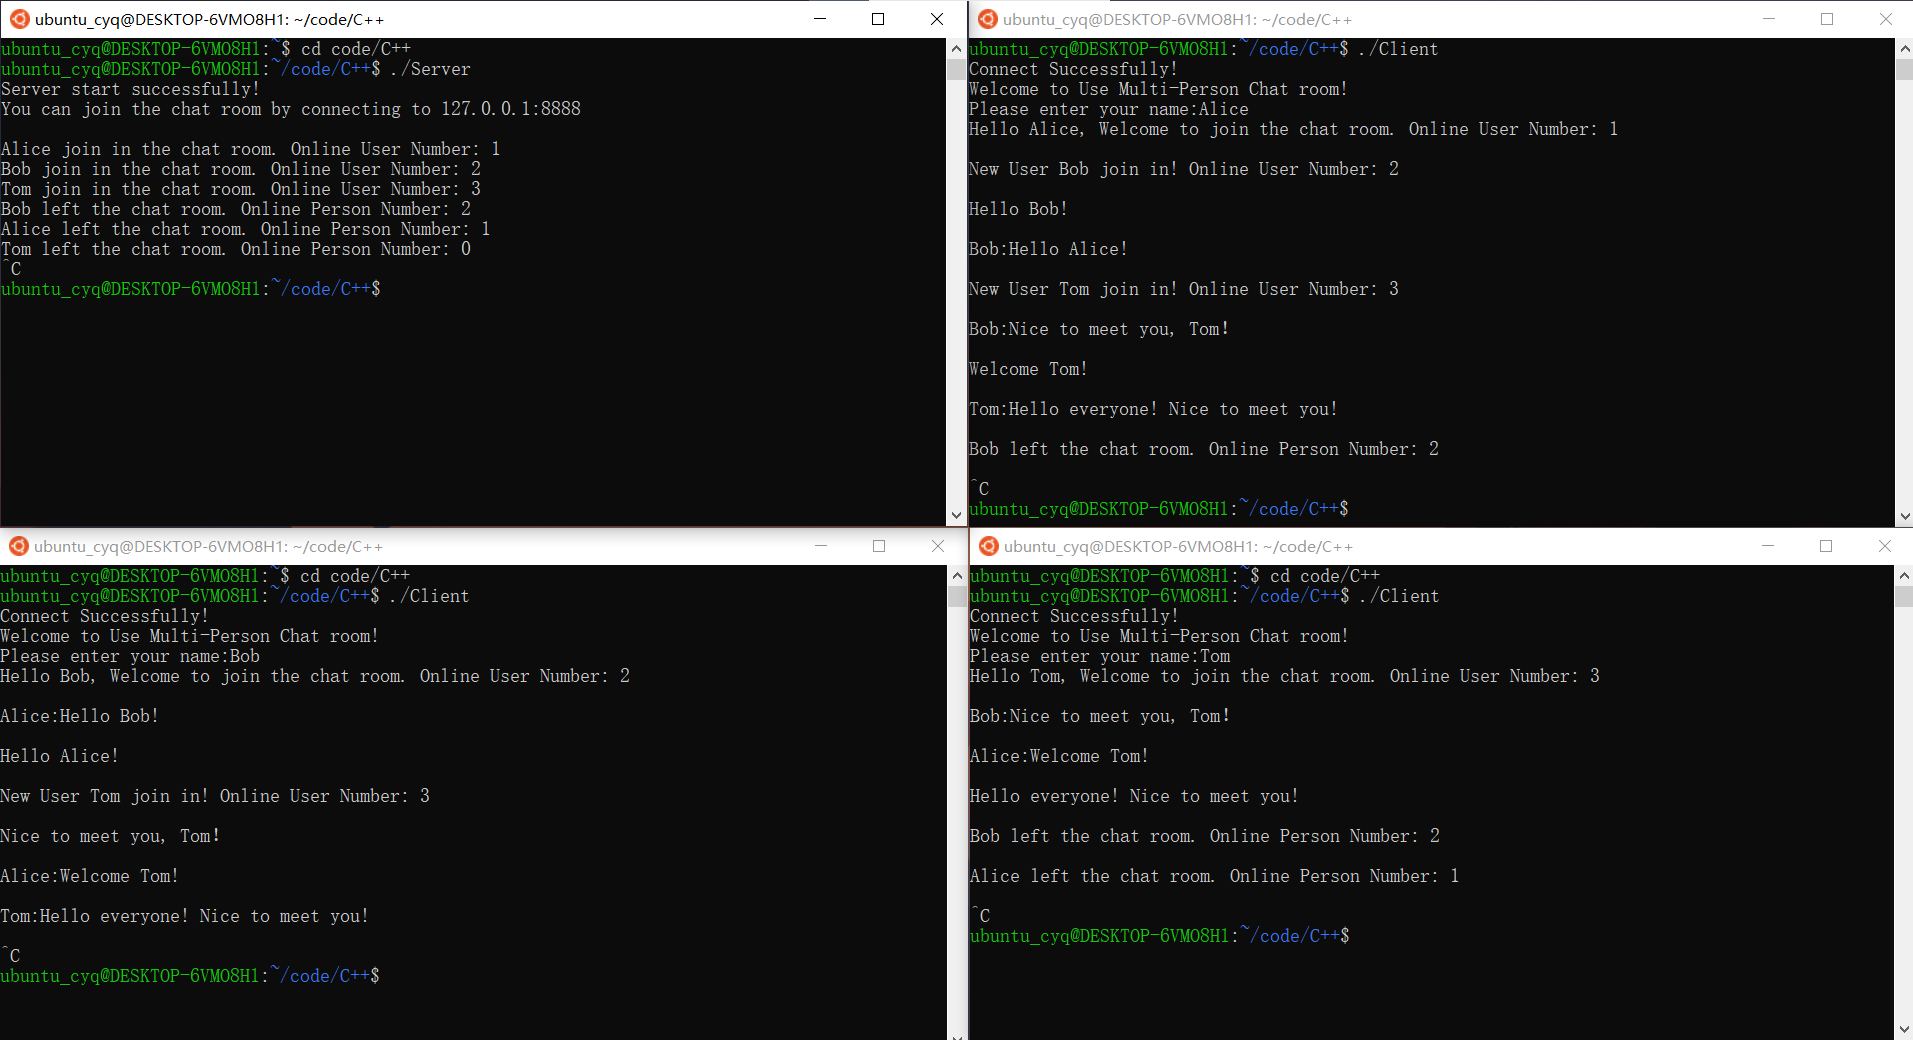 ubuntu_cyq@DESKTOP-6VMO8H1: ~/code/C++
ubuntu_cyq@DESKTOP-6VMO8H1:~$ cd code/C++
ubuntu_cyq@DESKTOP-6VMO8H1:~/code/C++$ ./Server
Server start successfully!
You can join the chat room by connecting to 127.0.0.1:8888
Alice join in the chat room. Online User Number: 1
Bob join in the chat room. Online User Number: 2
Tom join in the chat room. Online User Number: 3
Bob left the chat room. Online Person Number: 2
Alice left the chat room. Online Person Number: 1
Tom left the chat room. Online Person Number: 0
^C
ubuntu_cyq@DESKTOP-6VMO8H1:~/code/C++$
ubuntu_cyq@DESKTOP-6VMO8H1: ~/code/C++
ubuntu_cyq@DESKTOP-6VMO8H1:~/code/C++$ ./Client
Connect Successfully!
Welcome to Use Multi-Person Chat room!
Please enter your name:Alice
Hello Alice, Welcome to join the chat room. Online User Number: 1
New User Bob join in! Online User Number: 2
Hello Bob!
Bob:Hello Alice!
New User Tom join in! Online User Number: 3
Bob:Nice to meet you, Tom!
Welcome Tom!
Tom:Hello everyone! Nice to meet you!
Bob left the chat room. Online Person Number: 2
^C
ubuntu_cyq@DESKTOP-6VMO8H1:~/code/C++$
ubuntu_cyq@DESKTOP-6VMO8H1: ~/code/C++
ubuntu_cyq@DESKTOP-6VMO8H1:~$ cd code/C++
ubuntu_cyq@DESKTOP-6VMO8H1:~/code/C++$ ./Client
Connect Successfully!
Welcome to Use Multi-Person Chat room!
Please enter your name:Bob
Hello Bob, Welcome to join the chat room. Online User Number: 2
Alice:Hello Bob!
Hello Alice!
New User Tom join in! Online User Number: 3
Nice to meet you, Tom!
Alice:Welcome Tom!
Tom:Hello everyone! Nice to meet you!
^C
ubuntu_cyq@DESKTOP-6VMO8H1:~/code/C++$
ubuntu_cyq@DESKTOP-6VMO8H1: ~/code/C++
ubuntu_cyq@DESKTOP-6VMO8H1:~$ cd code/C++
ubuntu_cyq@DESKTOP-6VMO8H1:~/code/C++$ ./Client
Connect Successfully!
Welcome to Use Multi-Person Chat room!
Please enter your name:Tom
Hello Tom, Welcome to join the chat room. Online User Number: 3
Bob:Nice to meet you, Tom!
Alice:Welcome Tom!
Hello everyone! Nice to meet you!
Bob left the chat room. Online Person Number: 2
Alice left the chat room. Online Person Number: 1
^C
ubuntu_cyq@DESKTOP-6VMO8H1:~/code/C++$